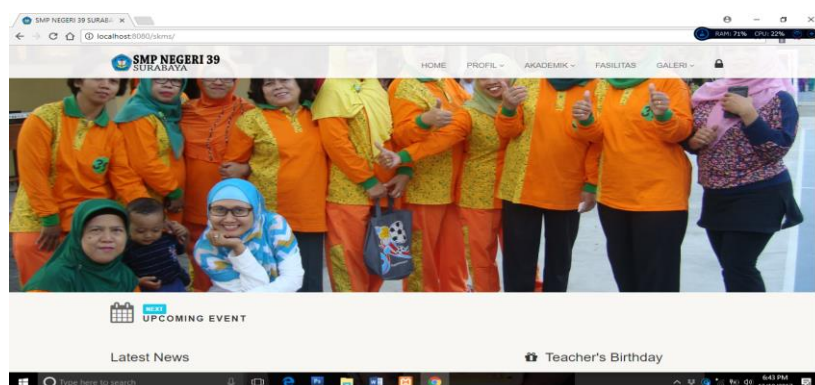 SMP NEGERI 39 SURABA
localhost:8080/skms/
RAM: 71% CPU: 22%
SMP NEGERI 39
SURABAYA
HOME PROFIL AKADEMIK FASILITAS GALERI
NEXT
UPCOMING EVENT
Latest News
Teacher's Birthday
Type here to search
6:43 PM